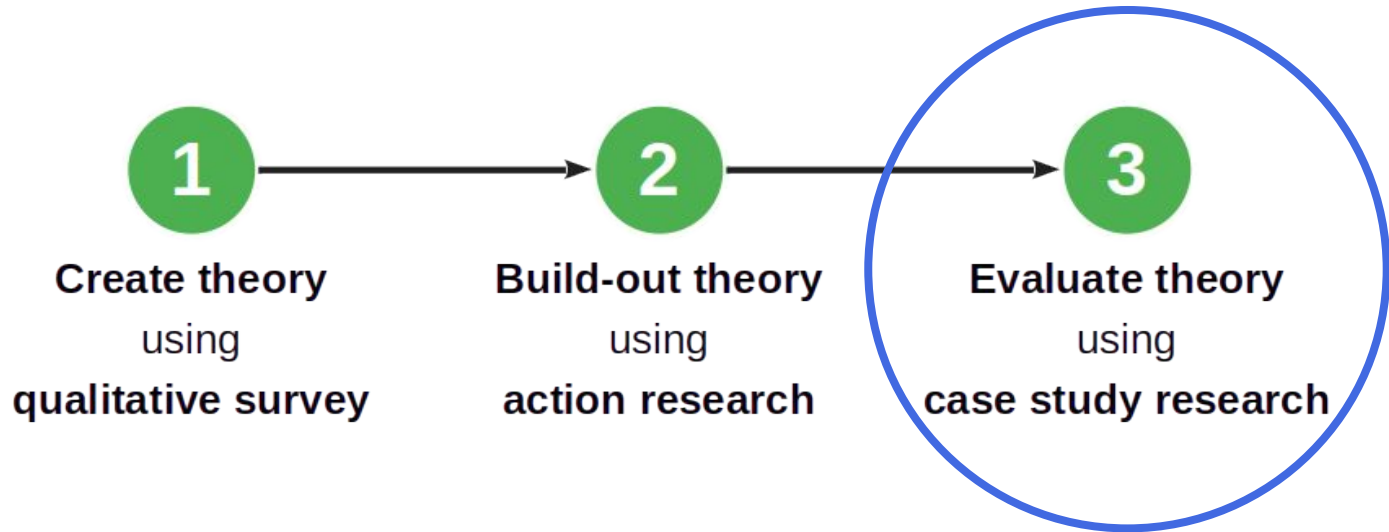 1
Create theory
using
qualitative survey
2
Build-out theory
using
action research
3
Evaluate theory
using
case study research